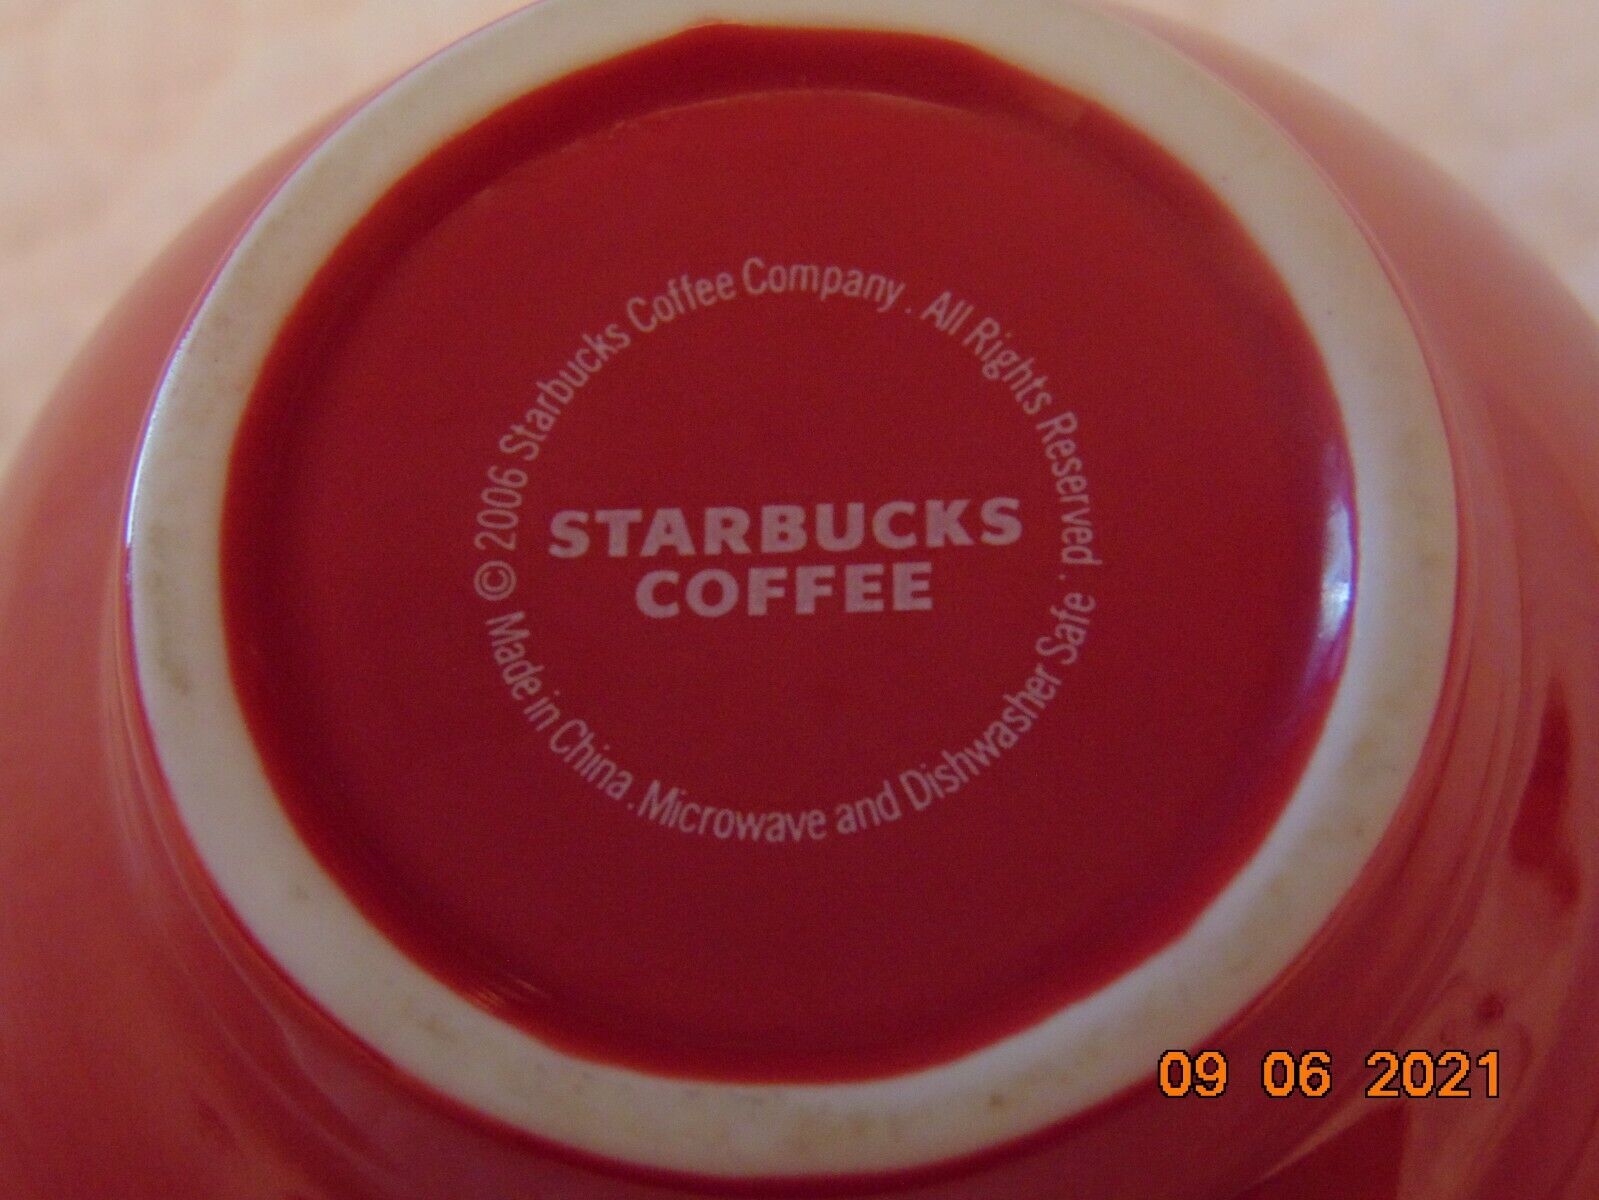 © 2006 Starbucks Coffee Company . All Rights Reserved .
STARBUCKS
COFFEE
Made in China . Microwave and Dishwasher Safe
09 06 2021